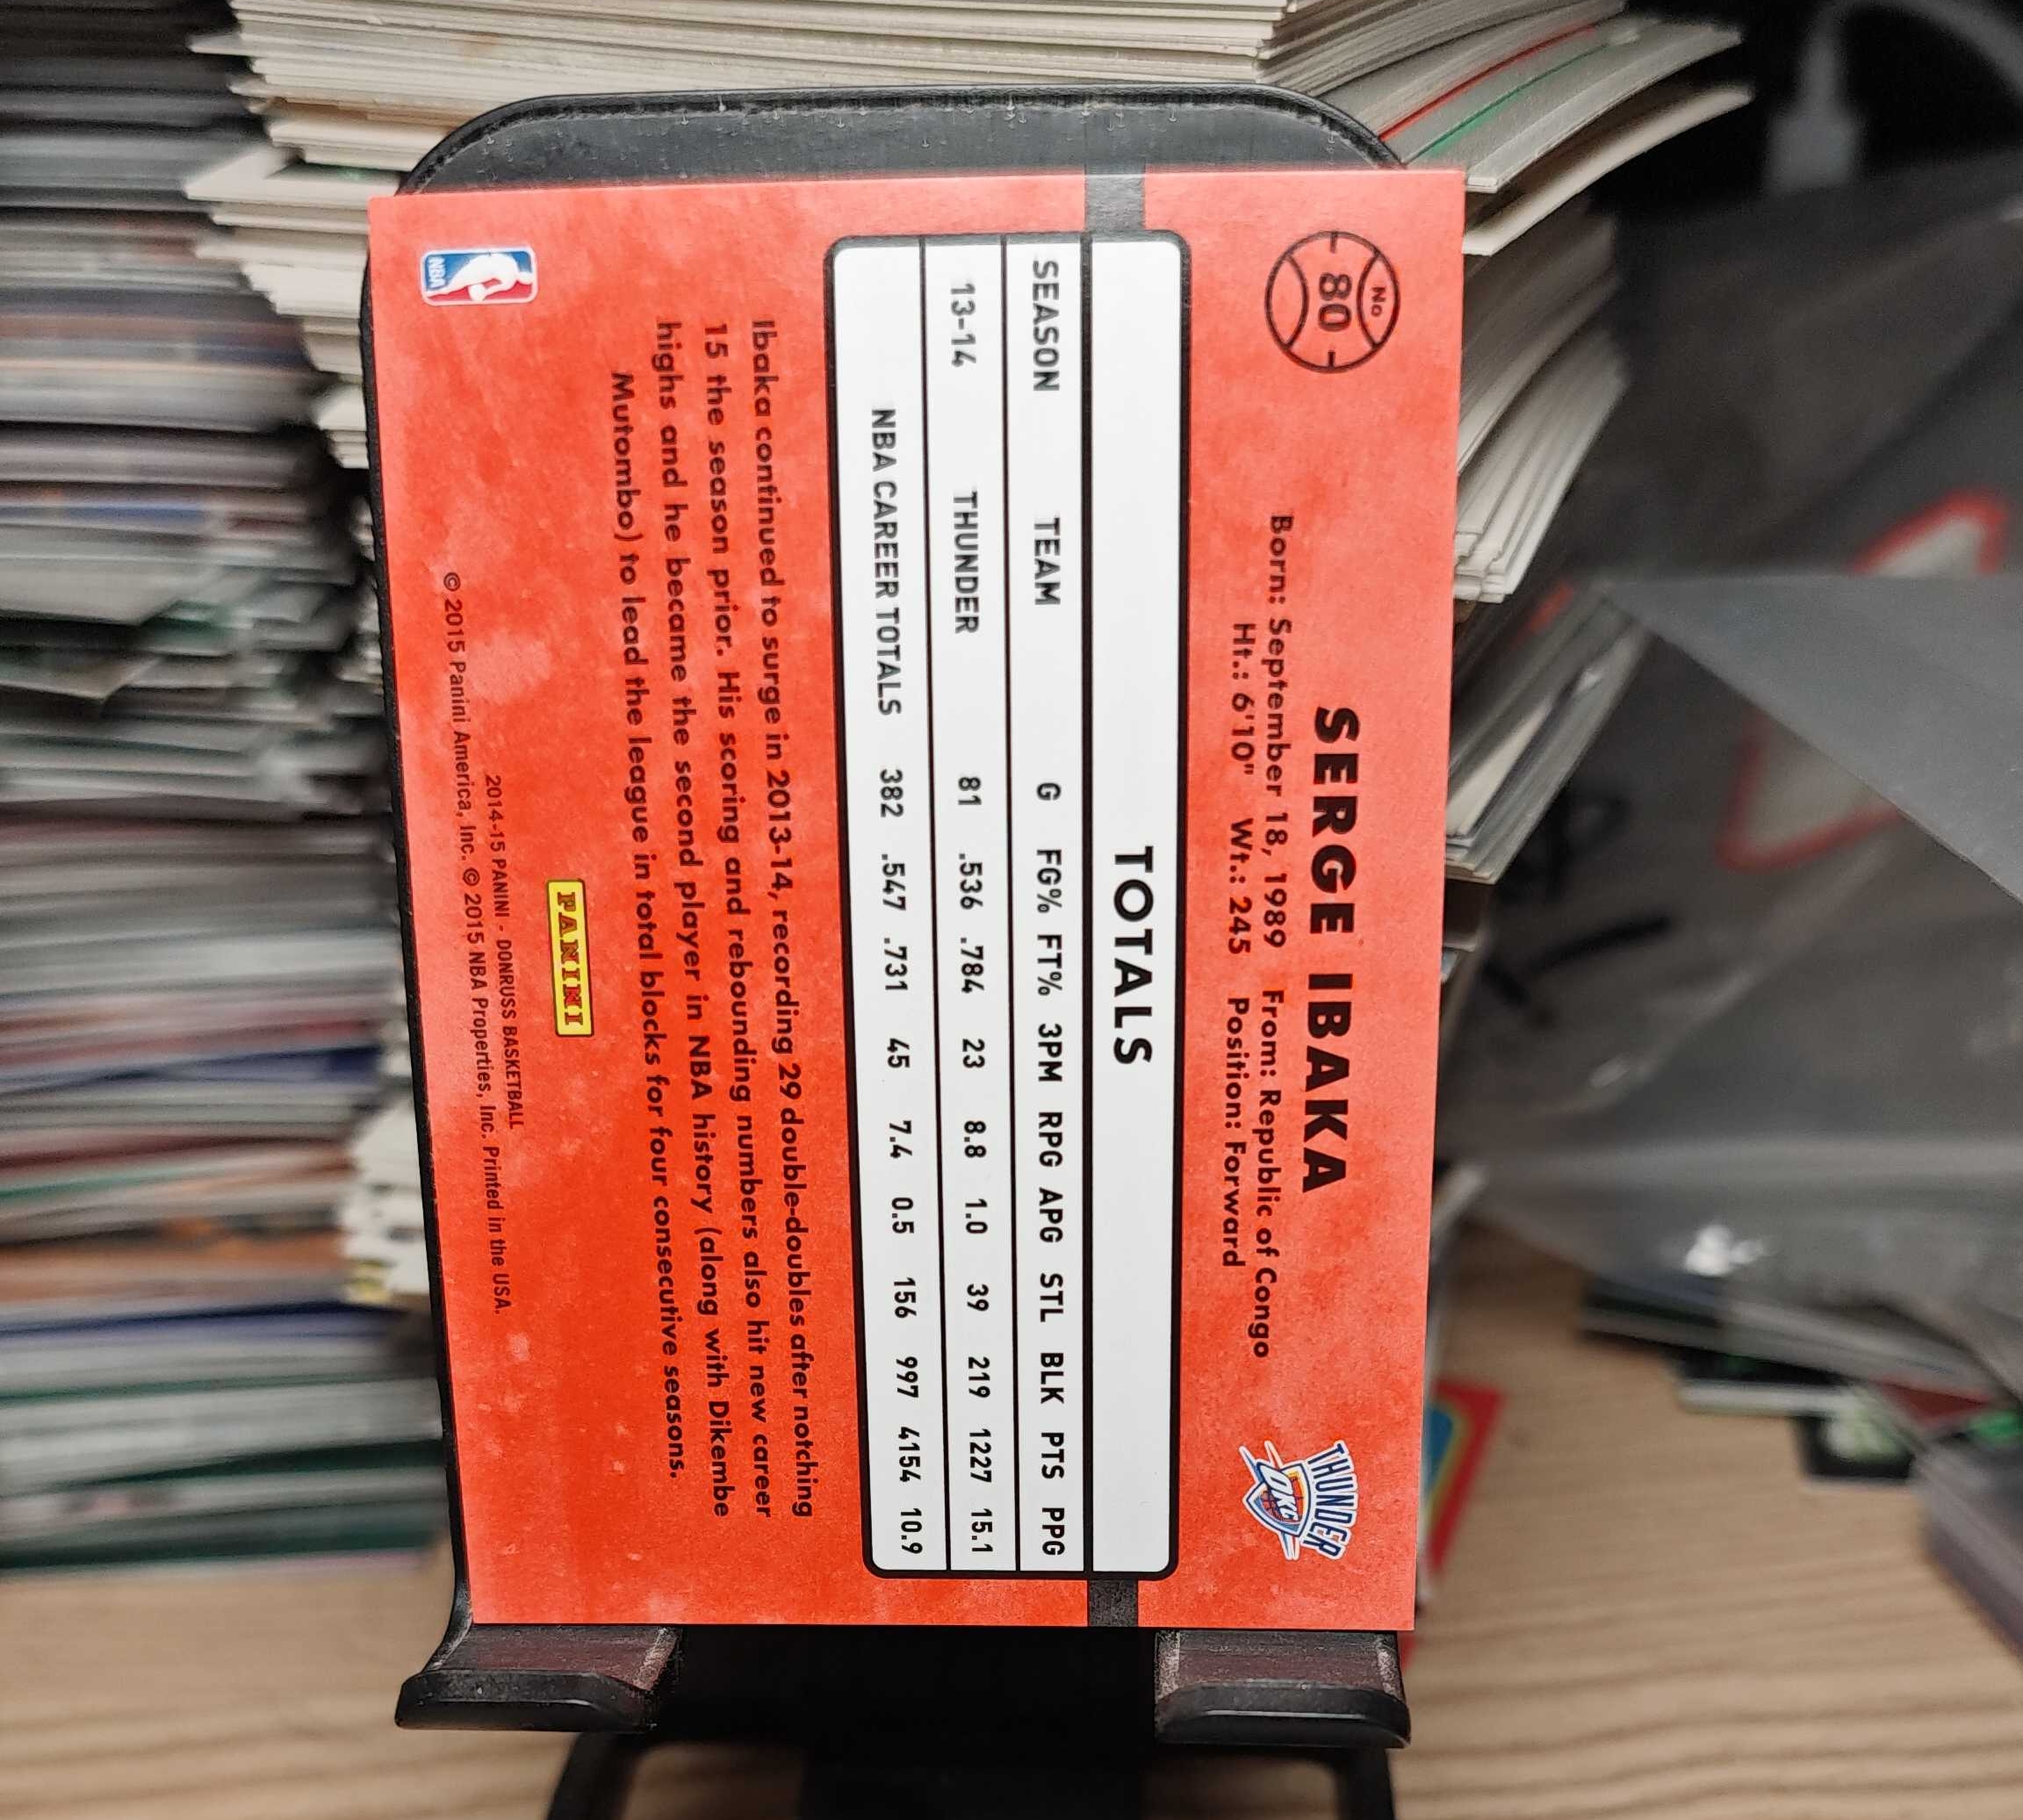 No
80
SERGE IBAKA
Born: September 18, 1989 From: Republic of Congo
Ht.: 6'10" Wt.: 245 Position: Forward
THUNDER
OKC
TOTALS
SEASON TEAM G FG% FT% 3PM RPG APG STL BLK PTS PPG
13-14 THUNDER 81 .536 .784 23 8.8 1.0 39 219 1227 15.1
NBA CAREER TOTALS 382 .547 .731 45 7.4 0.5 156 997 4154 10.9
Ibaka continued to surge in 2013-14, recording 29 double-doubles after notching
15 the season prior. His scoring and rebounding numbers also hit new career
highs and he became the second player in NBA history (along with Dikembe
Mutombo) to lead the league in total blocks for four consecutive seasons.
PANINI
2014-15 PANINI - DONRUSS BASKETBALL
© 2015 Panini America, Inc. © 2015 NBA Properties, Inc. Printed in the USA.
NBA